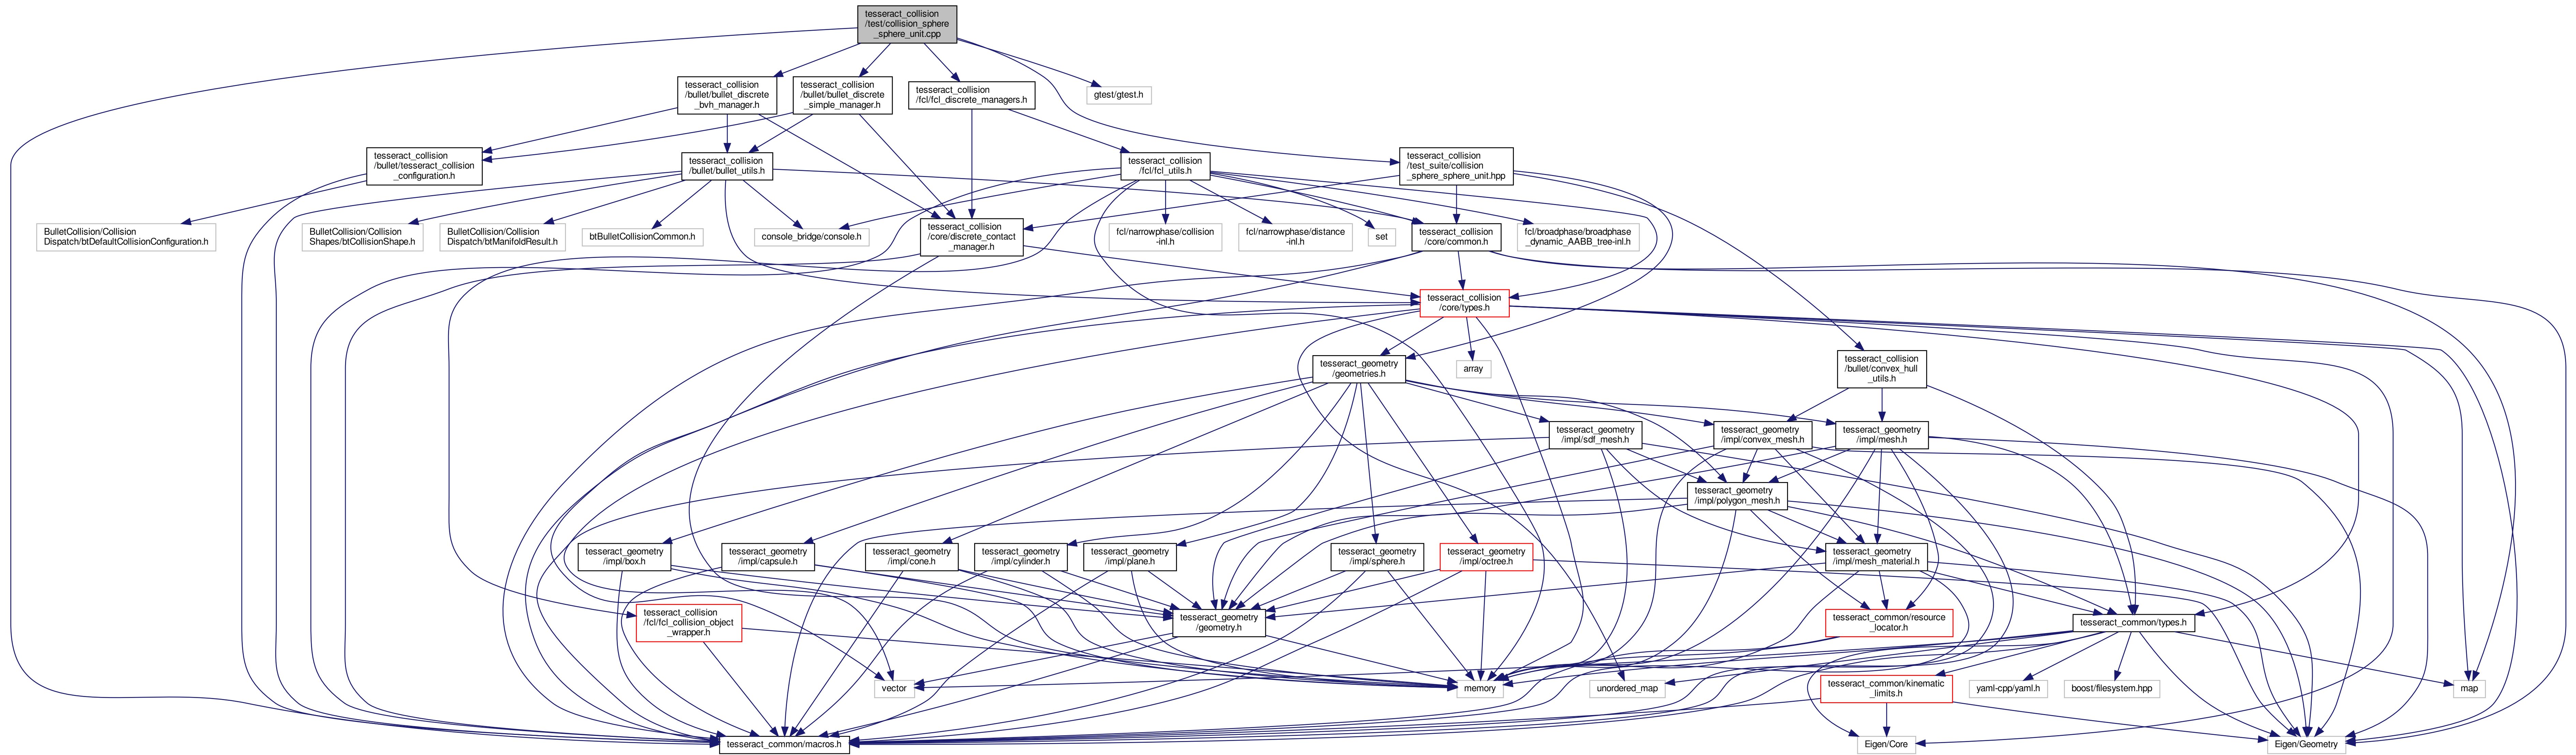 tesseract_collision
/test/collision_sphere
_sphere_unit.cpp
tesseract_collision
/bullet/bullet_discrete
_bvh_manager.h
tesseract_collision
/bullet/bullet_discrete
_simple_manager.h
tesseract_collision
/fcl/fcl_discrete_managers.h
gtest/gtest.h
tesseract_collision
/bullet/tesseract_collision
_configuration.h
tesseract_collision
/bullet/bullet_utils.h
tesseract_collision
/fcl/fcl_utils.h
tesseract_collision
/test_suite/collision
_sphere_sphere_unit.hpp
BulletCollision/Collision
Dispatch/btDefaultCollisionConfiguration.h
BulletCollision/Collision
Shapes/btCollisionShape.h
BulletCollision/Collision
Dispatch/btManifoldResult.h
btBulletCollisionCommon.h
console_bridge/console.h
tesseract_collision
/core/discrete_contact
_manager.h
fcl/narrowphase/collision
-inl.h
fcl/narrowphase/distance
-inl.h
set
tesseract_collision
/core/common.h
fcl/broadphase/broadphase
_dynamic_AABB_tree-inl.h
tesseract_collision
/core/types.h
tesseract_geometry
/geometries.h
array
tesseract_collision
/bullet/convex_hull
_utils.h
tesseract_geometry
/impl/sdf_mesh.h
tesseract_geometry
/impl/convex_mesh.h
tesseract_geometry
/impl/mesh.h
tesseract_geometry
/impl/polygon_mesh.h
tesseract_geometry
/impl/box.h
tesseract_geometry
/impl/capsule.h
tesseract_geometry
/impl/cone.h
tesseract_geometry
/impl/cylinder.h
tesseract_geometry
/impl/plane.h
tesseract_geometry
/impl/sphere.h
tesseract_geometry
/impl/octree.h
tesseract_geometry
/impl/mesh_material.h
tesseract_collision
/fcl/fcl_collision_object
_wrapper.h
tesseract_geometry
/geometry.h
tesseract_common/resource
_locator.h
tesseract_common/types.h
vector
memory
unordered_map
tesseract_common/kinematic
_limits.h
yaml-cpp/yaml.h
boost/filesystem.hpp
map
tesseract_common/macros.h
Eigen/Core
Eigen/Geometry